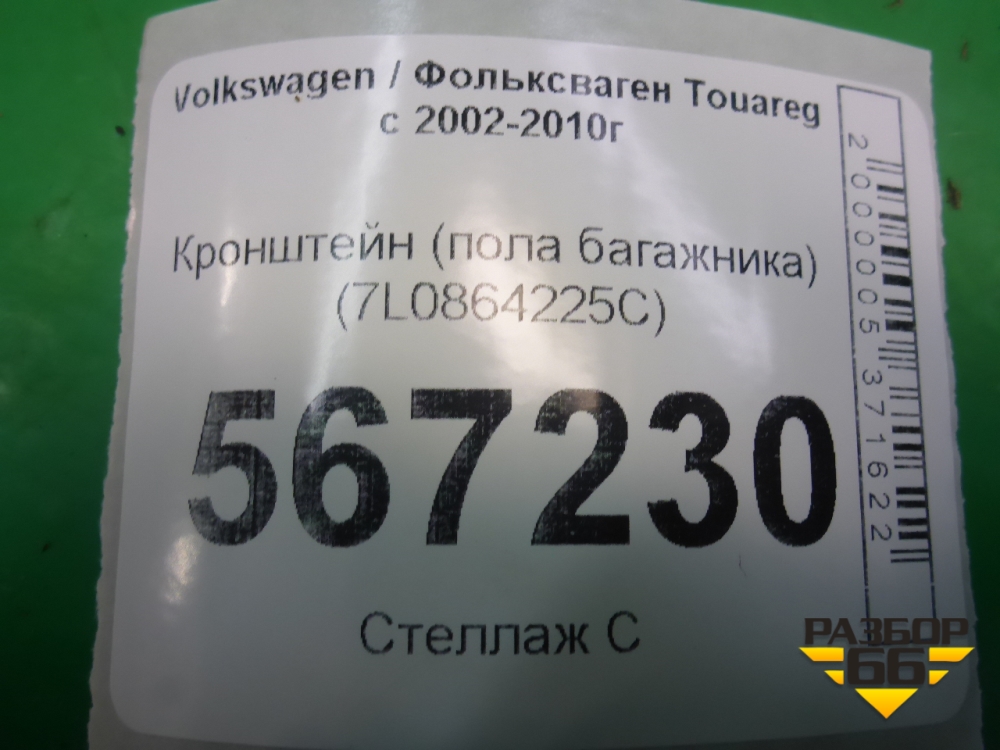 Volkswagen / Фольксваген Touareg
с 2002-2010г
Кронштейн (пола багажника)
(7L0864225C)
567230
Стеллаж С
2000005371622
РАЗБОР
66